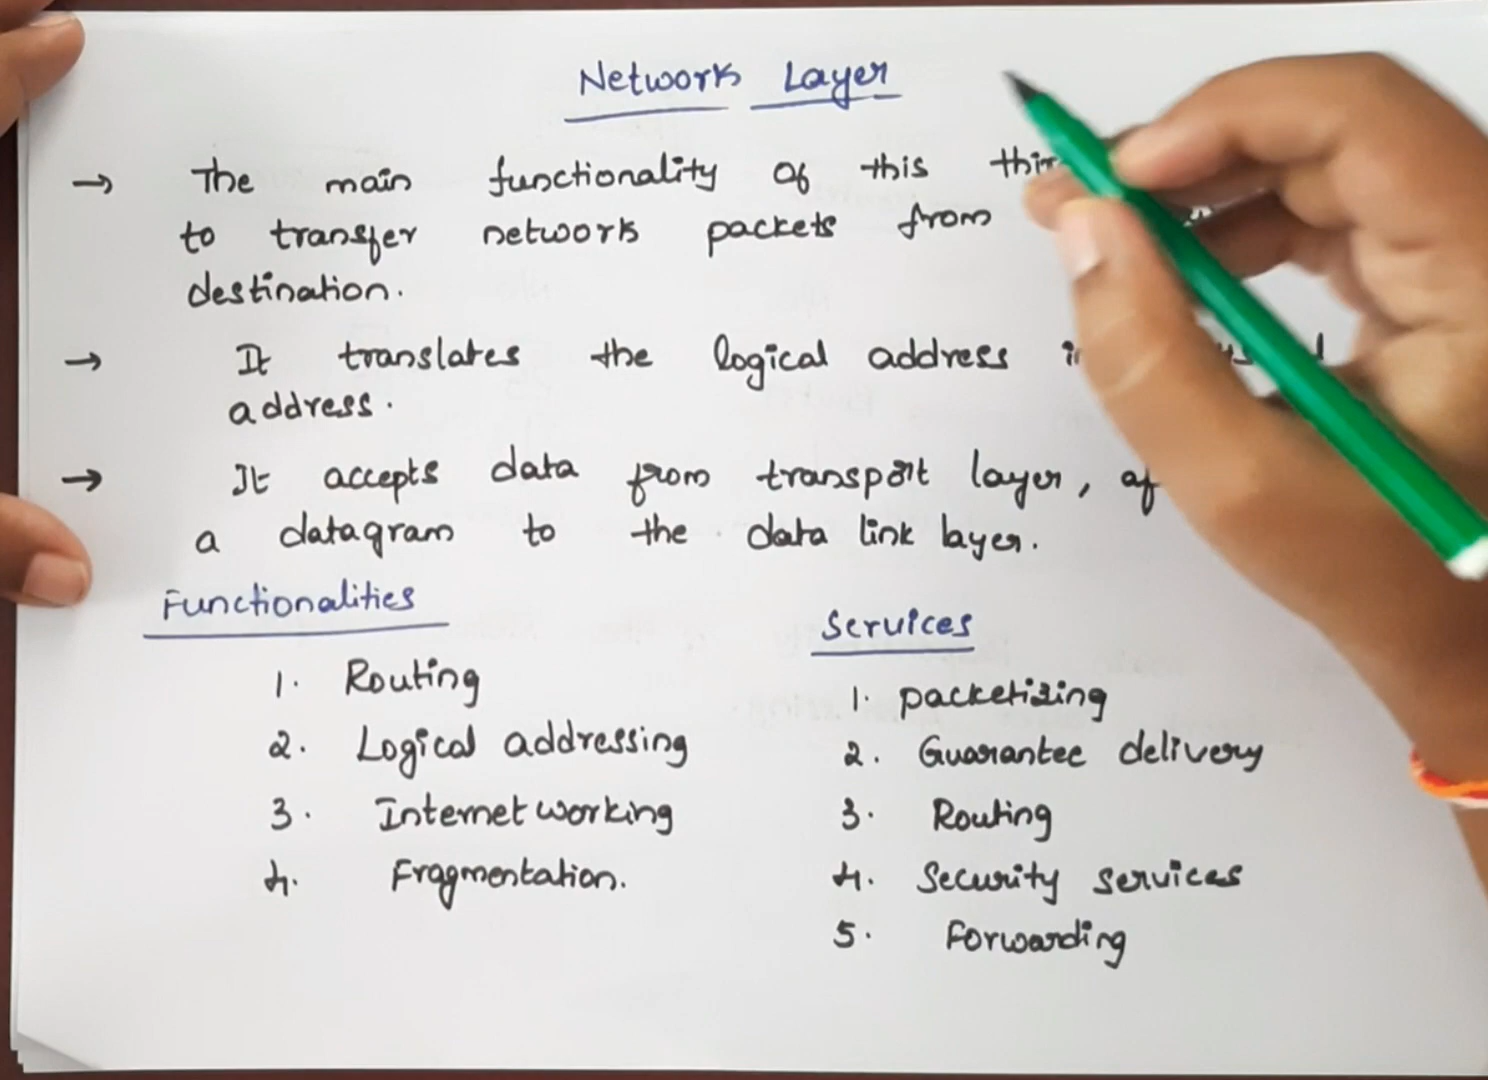 Network Layer
→ The main functionality of this
to transfer network packets from
destination.
→ It translates the logical address
address.
→ It accepts data from transport layer,
a datagram to the data link layer.
Functionalities
1. Routing
2. Logical addressing
3. Internetworking
4. Fragmentation.
Services
1. packetizing
2. Guarantee delivery
3. Routing
4. Security services
5. Forwarding